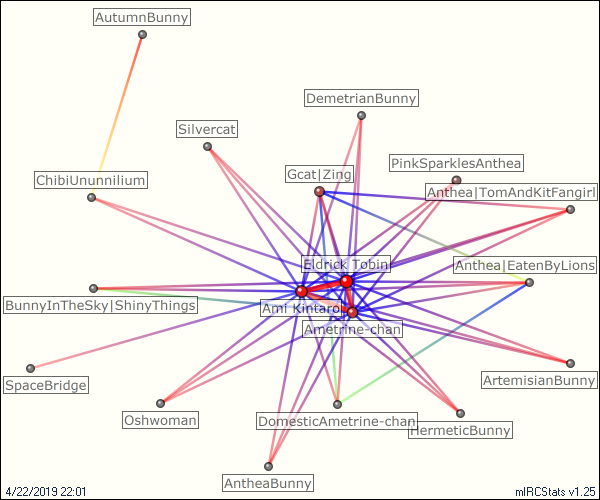 AutumnBunny
DemetrianBunny
Silvercat
PinkSparklesAnthea
Gcat|Zing
ChibiUnunnilium
Anthea|TomAndKitFangirl
Eldrick Tobin
Anthea|EatenByLions
BunnyInTheSky|ShinyThings
Ami Kintaro
Ametrine-chan
SpaceBridge
ArtemisianBunny
Oshwoman
DomesticAmetrine-chan
HermeticBunny
AntheaBunny
4/22/2019 22:01
mIRCStats v1.25